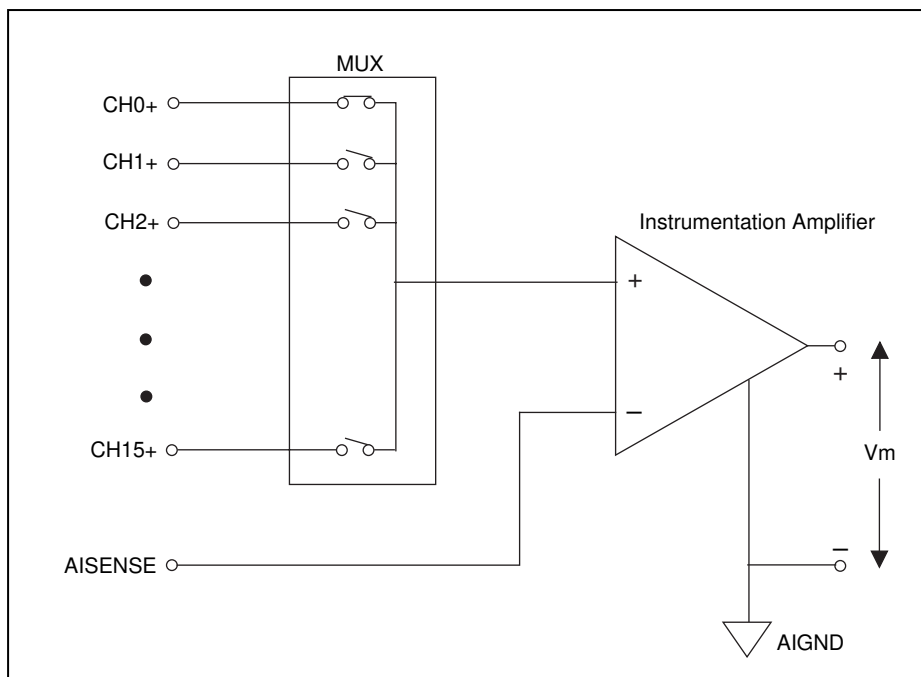 MUX
CH0+
CH1+
CH2+
Instrumentation Amplifier
+
−
+
CH15+
Vm
AISENSE
−
AIGND